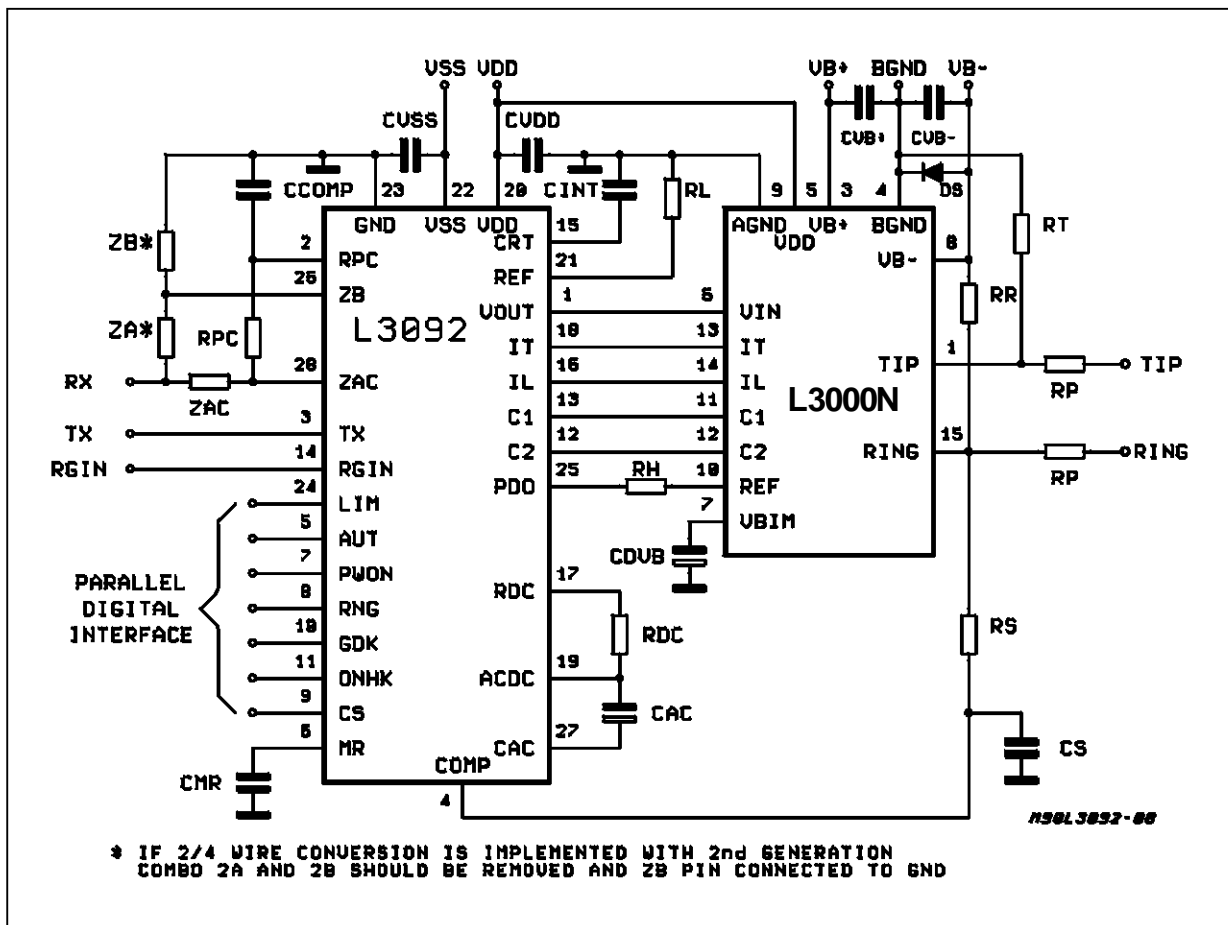 VSS VDD
VB+ BGND VB-
CVSS CVDD
CVB+ CVB-
CCOMP 23 22 20 CINT RL
9 5 3 4 DS
GND VSS VDD
AGND VDD VB+ BGND
RT
ZB*
2 RPC
15 CRT
8 VB-
25 ZB
21 REF
RR
ZA* RPC
L3092
1 VOUT
6 VIN
18 IT
13 IT
1 TIP
RP TIP
RX ZAC
20 ZAC
16 IL
14 IL
L3000N
13 C1
11 C1
TX 3 TX
12 C2
12 C2
15 RING
RP RING
RGIN 14 RGIN
25 PDO
RH 10 REF
24 LIM
7 VBIM
5 AUT
CDVB
7 PWON
17 RDC
PARALLEL
DIGITAL
INTERFACE
8 RNG
RDC
RS
10 GDK
11 ONHK
19 ACDC
9 CS
CAC
6 MR
27 CAC
CS
CMR
COMP
4
M90L3092-08
* IF 2/4 WIRE CONVERSION IS IMPLEMENTED WITH 2nd GENERATION
COMBO 2A AND 2B SHOULD BE REMOVED AND ZB PIN CONNECTED TO GND